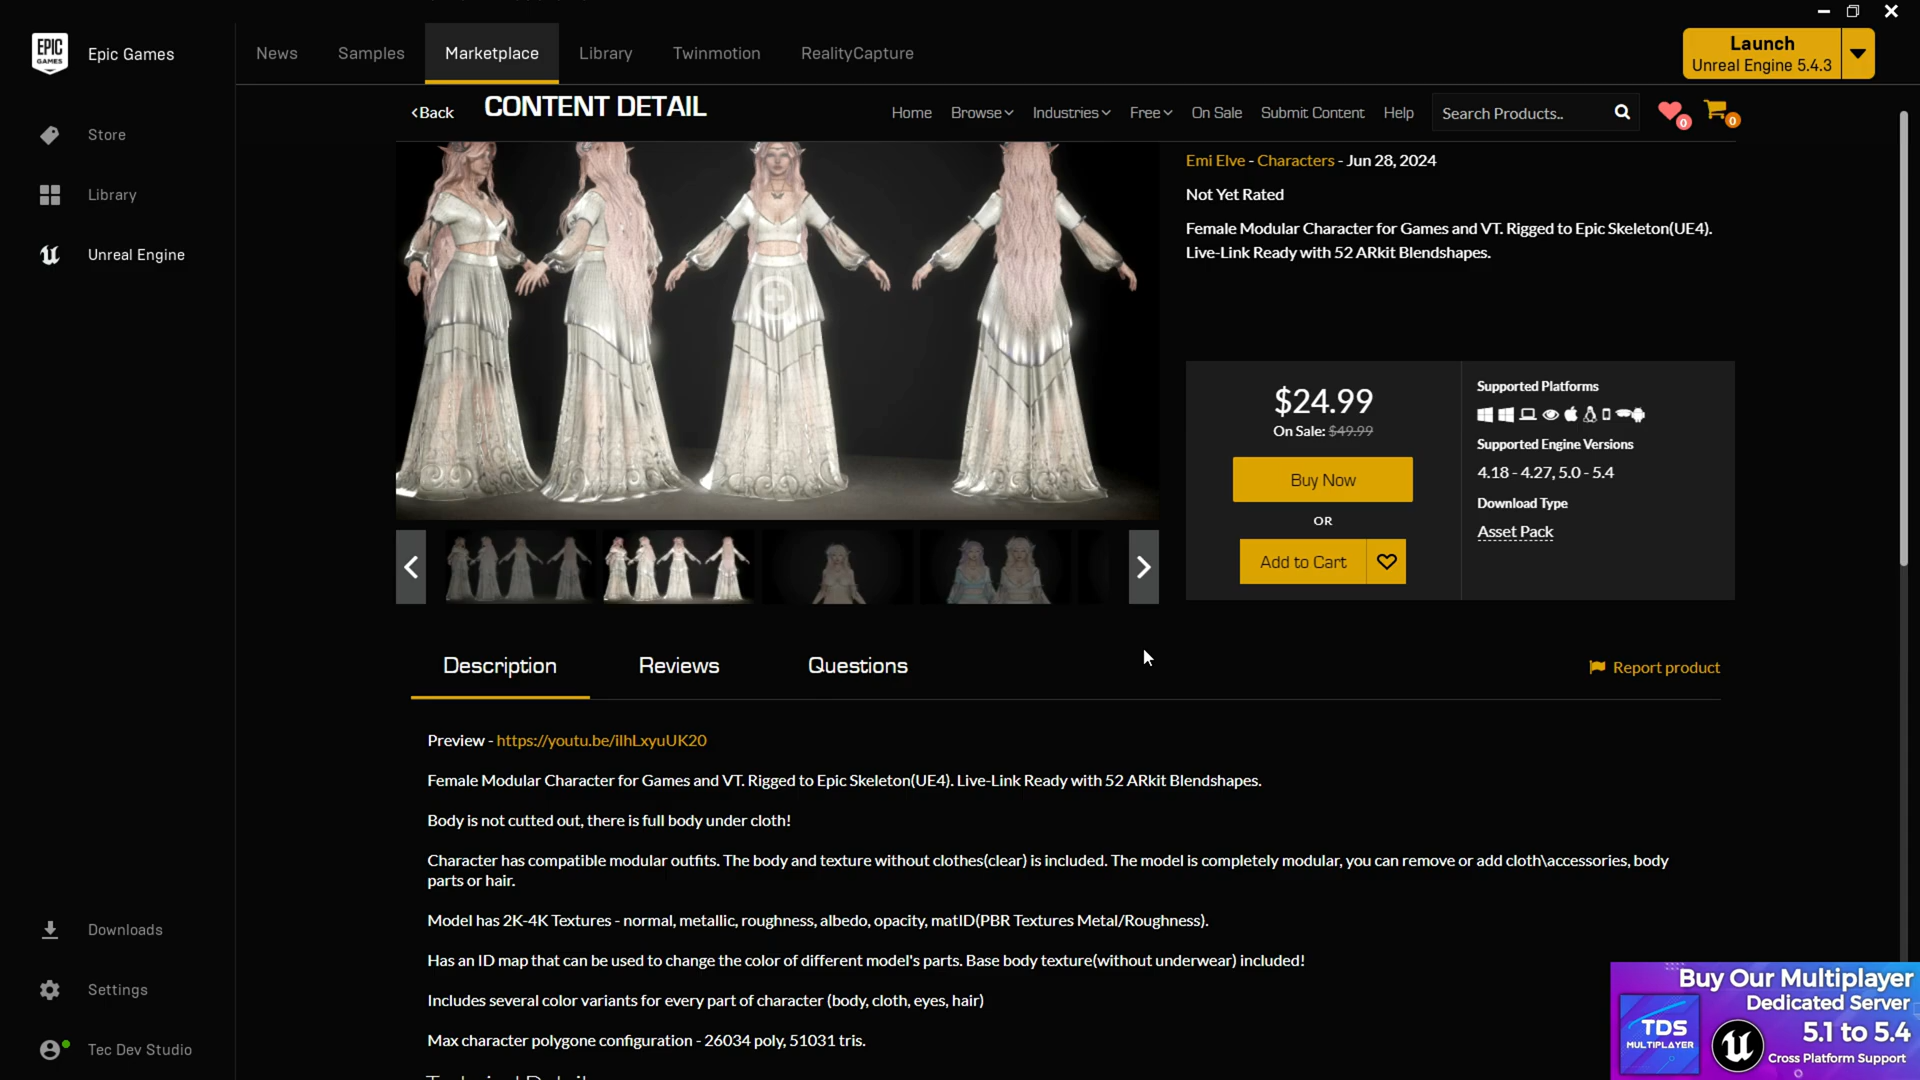 EPIC
GAMES
Epic Games
News
Samples
Marketplace
Library
Twinmotion
RealityCapture
Launch
Unreal Engine 5.4.3
Store
Library
Unreal Engine
Downloads
Settings
Tec Dev Studio
Back
CONTENT DETAIL
Home
Browse
Industries
Free
On Sale
Submit Content
Help
Search Products..
0
0
Emi Elve - Characters - Jun 28, 2024
Not Yet Rated
Female Modular Character for Games and VT. Rigged to Epic Skeleton(UE4).
Live-Link Ready with 52 ARkit Blendshapes.
$24.99
On Sale: $49.99
Buy Now
OR
Add to Cart
Supported Platforms
Supported Engine Versions
4.18 - 4.27, 5.0 - 5.4
Download Type
Asset Pack
Description
Reviews
Questions
Report product
Preview - https://youtu.be/ilhLxyuUK20
Female Modular Character for Games and VT. Rigged to Epic Skeleton(UE4). Live-Link Ready with 52 ARkit Blendshapes.
Body is not cutted out, there is full body under cloth!
Character has compatible modular outfits. The body and texture without clothes(clear) is included. The model is completely modular, you can remove or add cloth\accessories, body
parts or hair.
Model has 2K-4K Textures - normal, metallic, roughness, albedo, opacity, matID(PBR Textures Metal/Roughness).
Has an ID map that can be used to change the color of different model's parts. Base body texture(without underwear) included!
Includes several color variants for every part of character (body, cloth, eyes, hair)
Max character polygone configuration - 26034 poly, 51031 tris.
Buy Our Multiplayer
Dedicated Server
5.1 to 5.4
Cross Platform Support
TDS
MULTIPLAYER